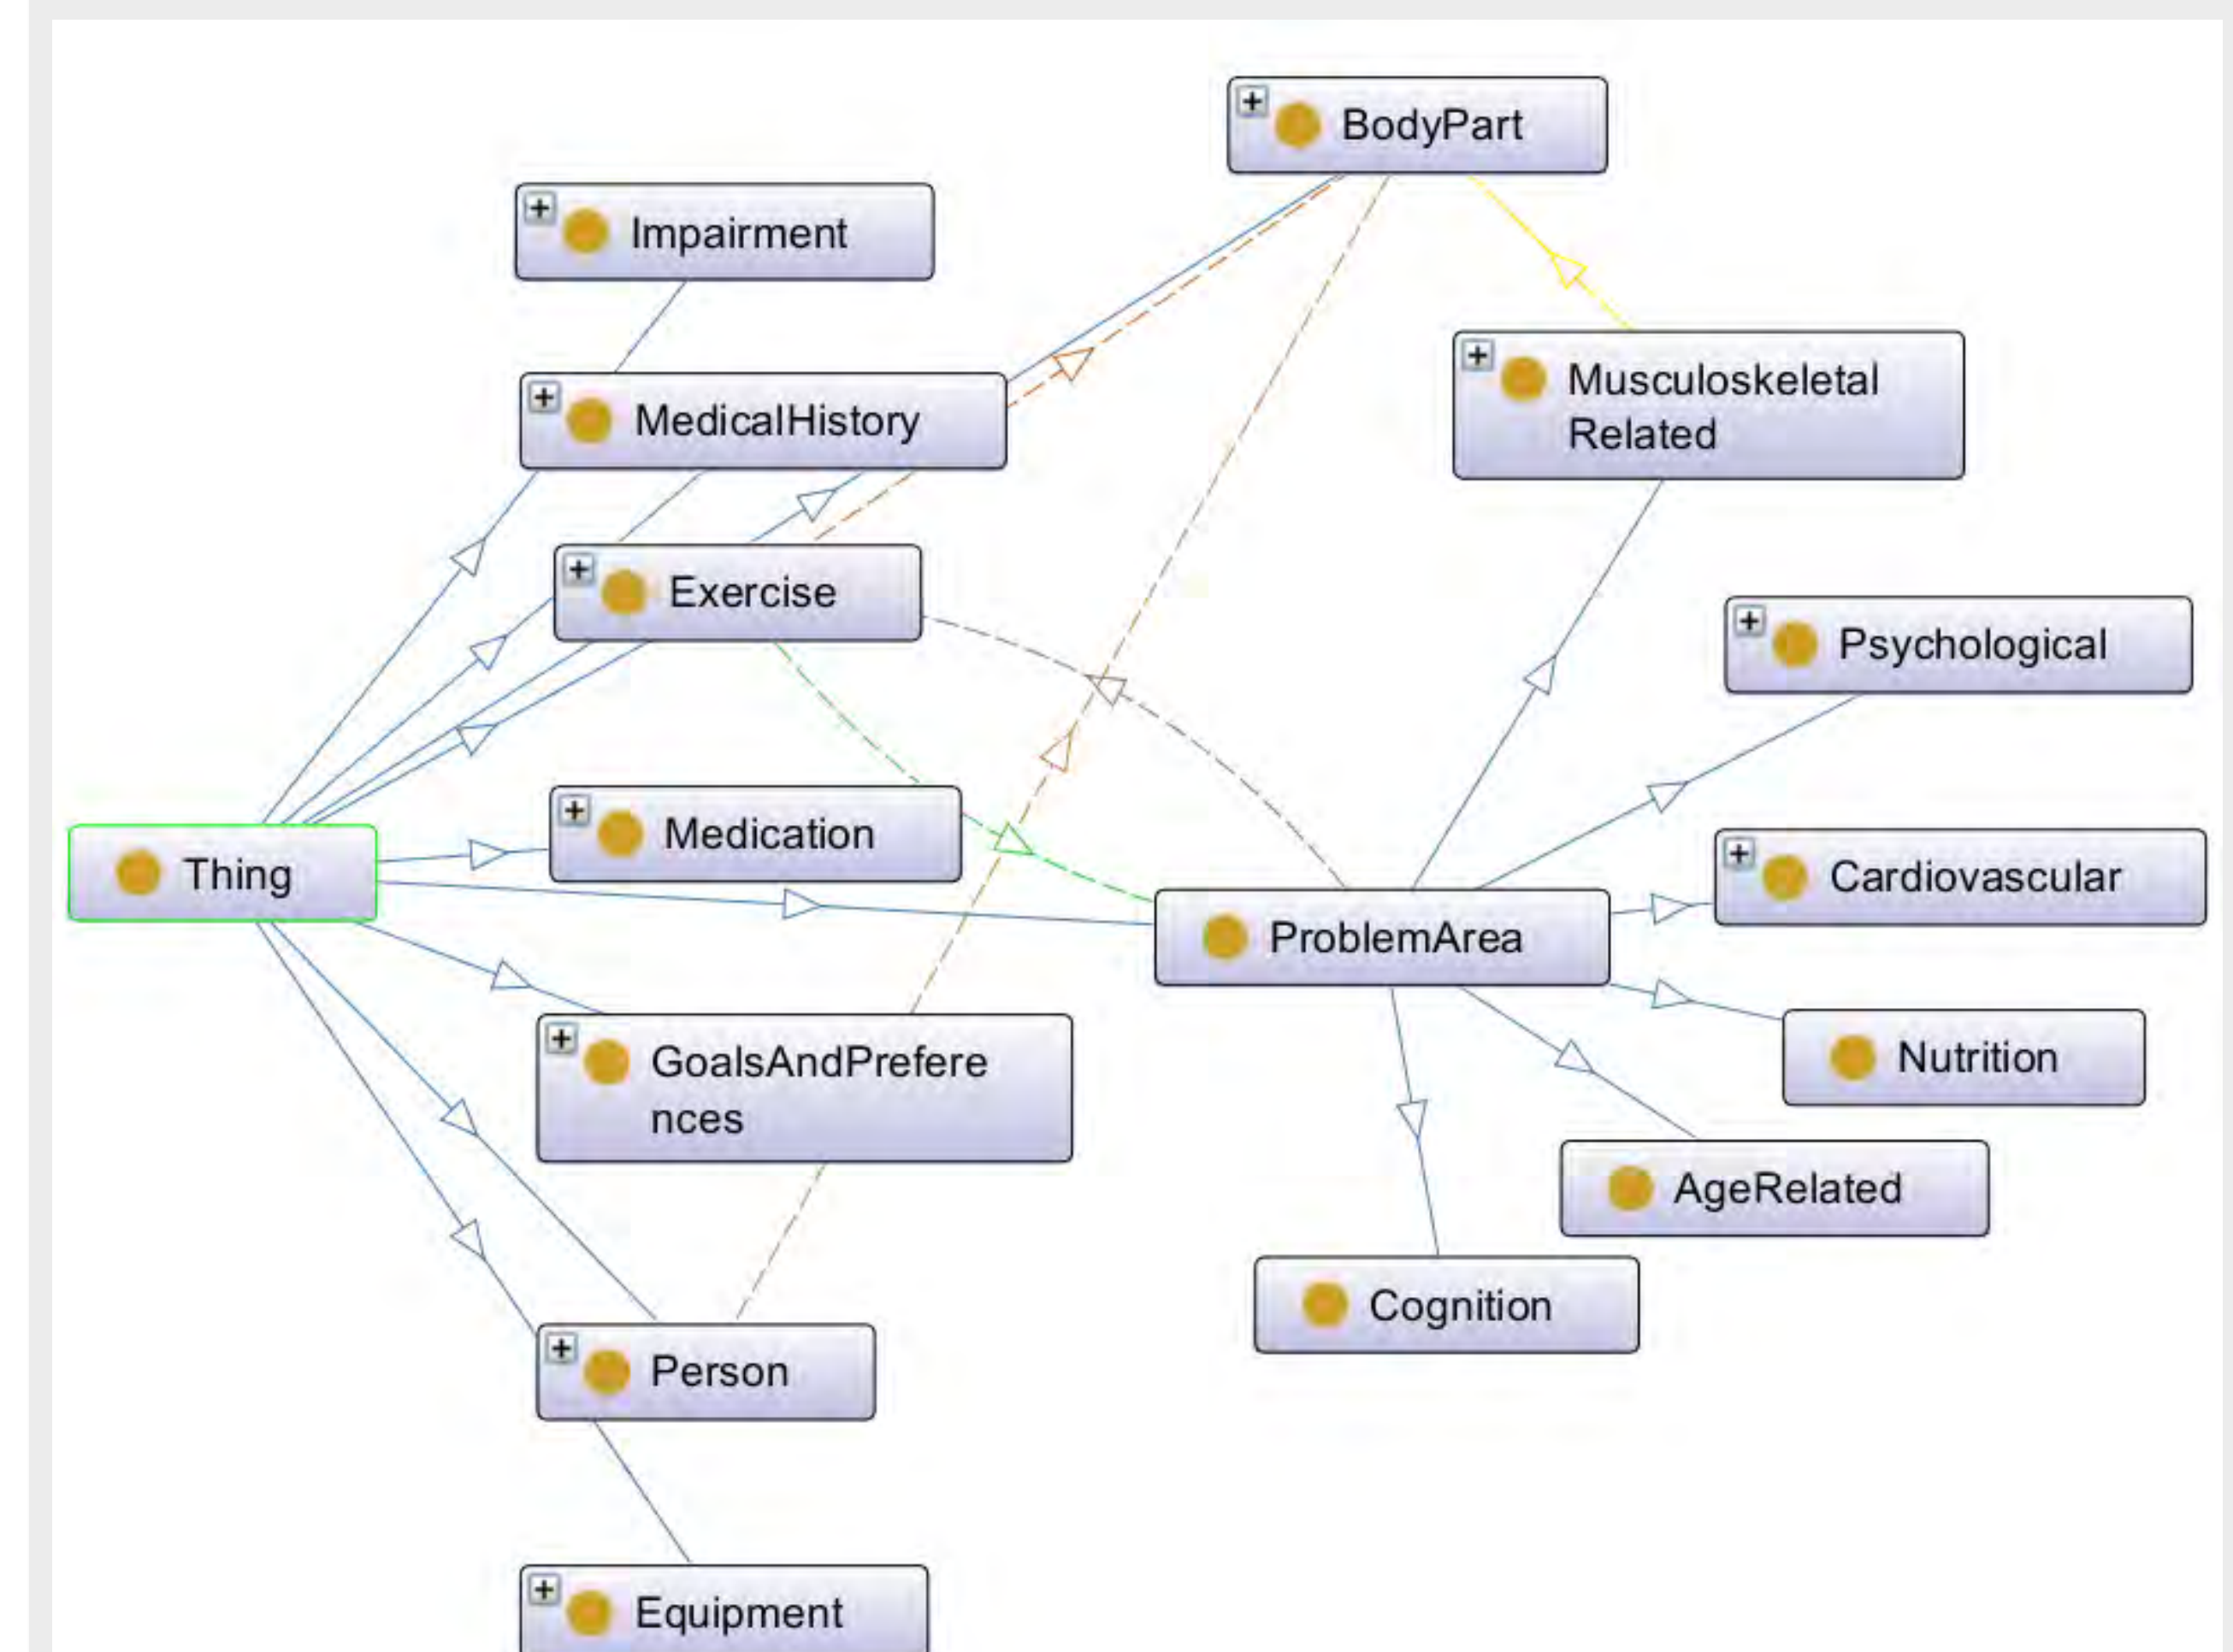 BodyPart
Impairment
MedicalHistory
Musculoskeletal
Related
Exercise
Psychological
Medication
Thing
Cardiovascular
ProblemArea
GoalsAndPrefere
nces
Nutrition
AgeRelated
Cognition
Person
Equipment